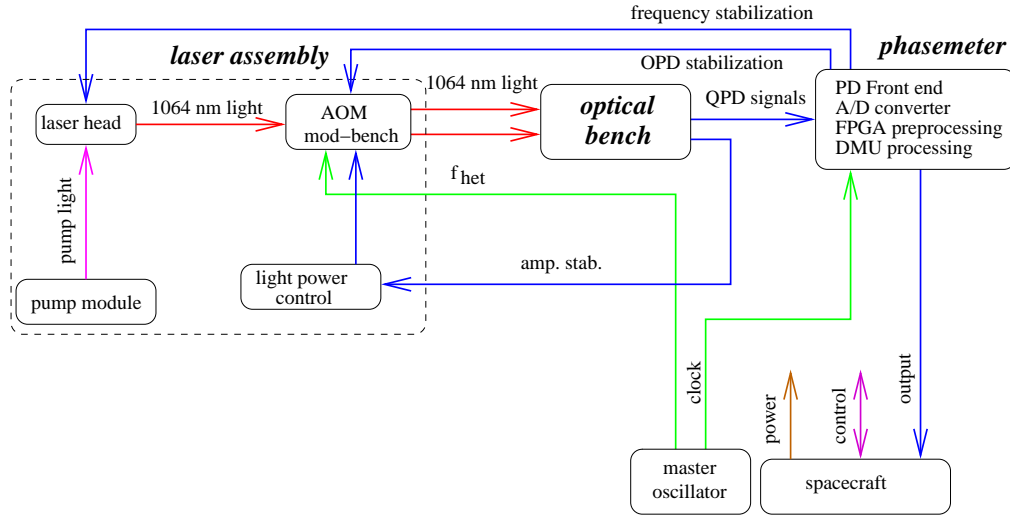 frequency stabilization
laser assembly
phasemeter
OPD stabilization
1064 nm light
1064 nm light
QPD signals
laser head
AOM
mod−bench
optical
bench
PD Front end
A/D converter
FPGA preprocessing
DMU processing
f het
pump light
amp. stab.
light power
control
pump module
clock
power
control
output
master
oscillator
spacecraft